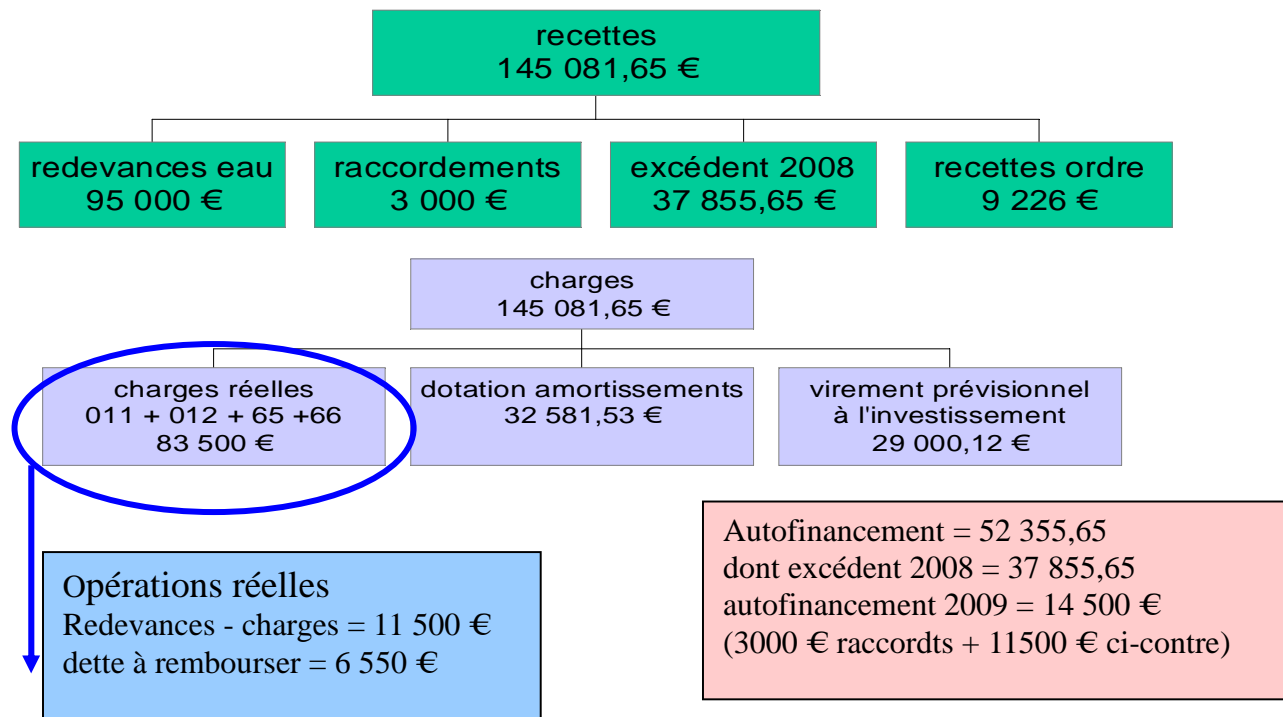 recettes
145 081,65 €
redevances eau
95 000 €
raccordements
3 000 €
excédent 2008
37 855,65 €
recettes ordre
9 226 €
charges
145 081,65 €
charges réelles
011 + 012 + 65 +66
83 500 €
dotation amortissements
32 581,53 €
virement prévisionnel
à l'investissement
29 000,12 €
Opérations réelles
Redevances - charges = 11 500 €
dette à rembourser = 6 550 €
Autofinancement = 52 355,65
dont excédent 2008 = 37 855,65
autofinancement 2009 = 14 500 €
(3000 € raccordts + 11500 € ci-contre)